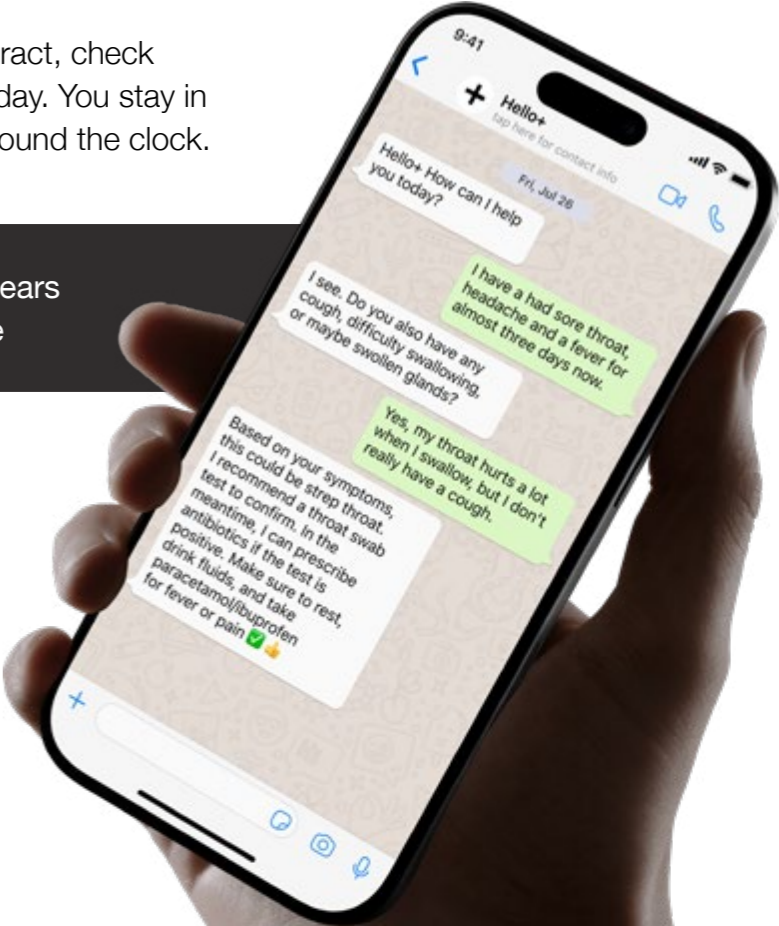 ract, check
day. You stay in
ound the clock.
ears
e
9:41
Hello+
tap here for contact info
Fri, Jul 26
Hello+ How can I help
you today?
I have a had sore throat,
headache and a fever for
almost three days now.
I see. Do you also have any
cough, difficulty swallowing,
or maybe swollen glands?
Yes, my throat hurts a lot
when I swallow, but I don't
really have a cough.
Based on your symptoms,
this could be strep throat.
I recommend a throat swab
test to confirm. In the
meantime, I can prescribe
antibiotics if the test is
positive. Make sure to rest,
drink fluids, and take
paracetamol/ibuprofen
for fever or pain ✅👍